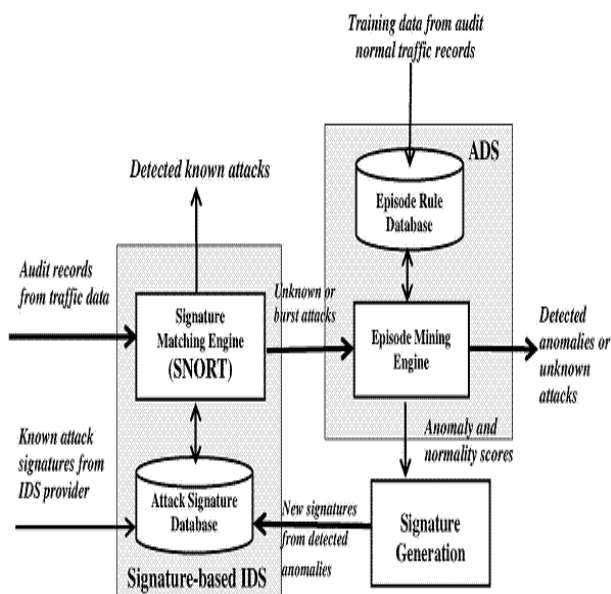 Training data from audit
normal traffic records
ADS
Detected known attacks
Episode Rule
Database
Audit records
from traffic data
Signature
Matching Engine
(SNORT)
Unknown or
burst attacks
Episode Mining
Engine
Detected
anomalies or
unknown
attacks
Known attack
signatures from
IDS provider
Anomaly and
normality scores
Attack Signature
Database
New signatures
from detected
anomalies
Signature
Generation
Signature-based IDS